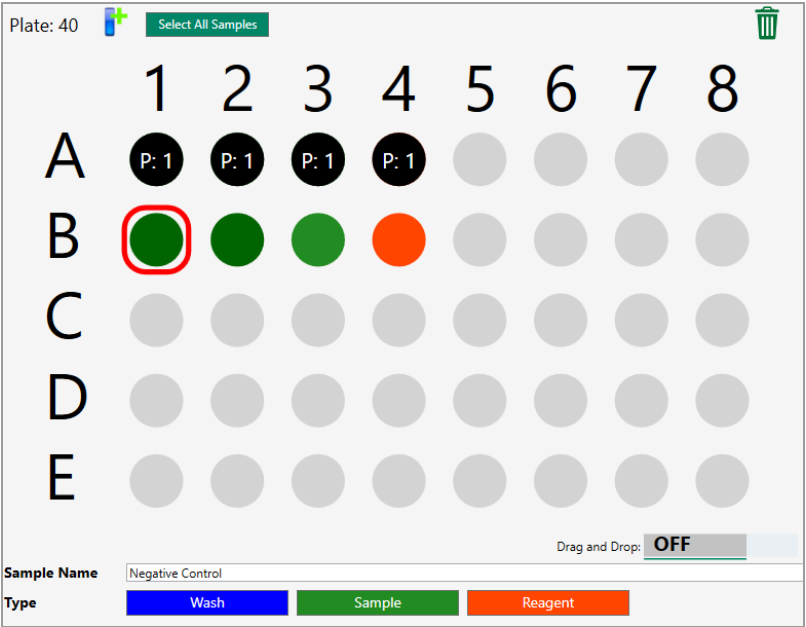 Plate: 40 Select All Samples
1 2 3 4 5 6 7 8
A P: 1 P: 1 P: 1 P: 1
B
C
D
E
Drag and Drop: OFF
Sample Name Negative Control
Type Wash Sample Reagent